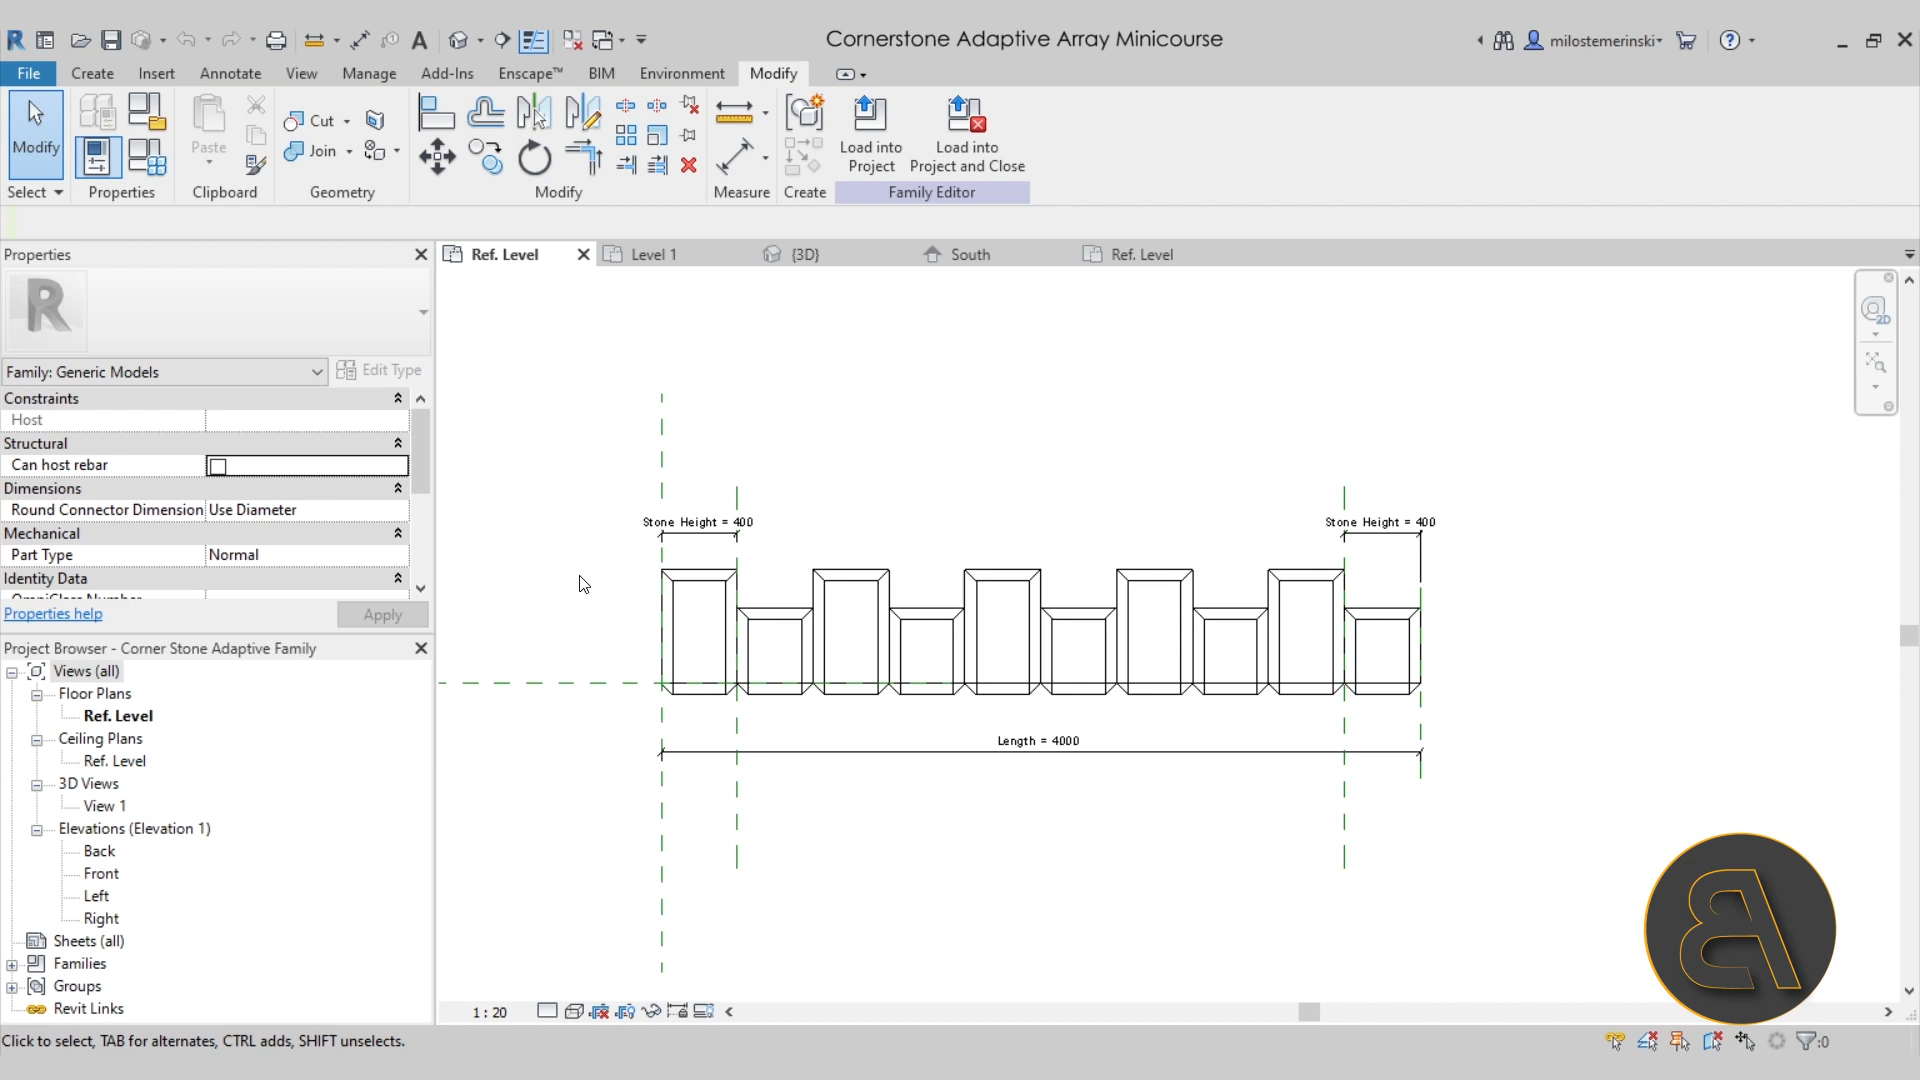 Cornerstone Adaptive Array Minicourse
milostemerinski
File Create Insert Annotate View Manage Add-Ins Enscape™ BIM Environment Modify
Modify
Paste
Cut
Join
Load into
Project
Load into
Project and Close
Select Properties Clipboard Geometry Modify Measure Create Family Editor
Properties
Ref. Level
Level 1
{3D}
South
Ref. Level
R
2D
Family: Generic Models
Edit Type
Constraints
Host
Structural
Can host rebar
Dimensions
Round Connector Dimension Use Diameter
Mechanical
Part Type Normal
Identity Data
OmniClass Number
Properties help
Apply
Project Browser - Corner Stone Adaptive Family
Views (all)
Floor Plans
Ref. Level
Ceiling Plans
Ref. Level
3D Views
View 1
Elevations (Elevation 1)
Back
Front
Left
Right
Sheets (all)
Families
Groups
Revit Links
Stone Height = 400
Stone Height = 400
Length = 4000
1 : 20
Click to select, TAB for alternates, CTRL adds, SHIFT unselects.
:0